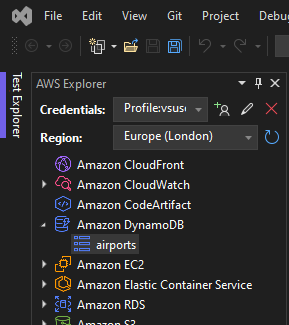 File Edit View Git Project
Test Explorer
AWS Explorer
Credentials: Profile:vsus
Region: Europe (London)
Amazon CloudFront
Amazon CloudWatch
Amazon CodeArtifact
Amazon DynamoDB
airports
Amazon EC2
Amazon Elastic Container Service
Amazon RDS
Amazon S3